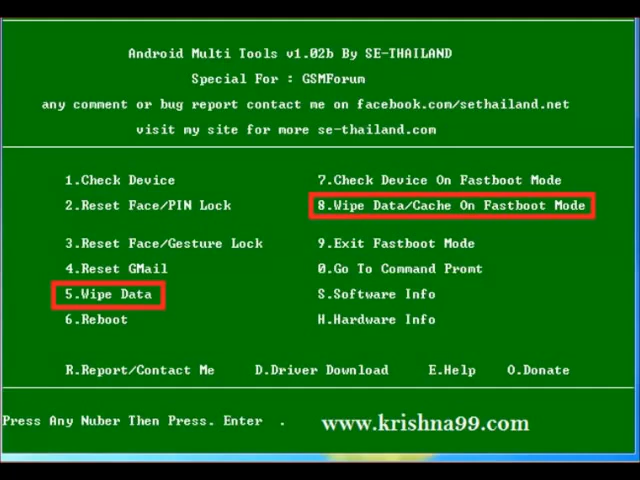 Android Multi Tools v1.02b By SE-THAILAND
Special For : GSMForum
any comment or bug report contact me on facebook.com/sethailand.net
visit my site for more se-thailand.com
1.Check Device 7.Check Device On Fastboot Mode
2.Reset Face/PIN Lock 8.Wipe Data/Cache On Fastboot Mode
3.Reset Face/Gesture Lock 9.Exit Fastboot Mode
4.Reset GMail 0.Go To Command Promt
5.Wipe Data S.Software Info
6.Reboot H.Hardware Info
R.Report/Contact Me D.Driver Download E.Help O.Donate
Press Any Nuber Then Press. Enter . www.krishna99.com